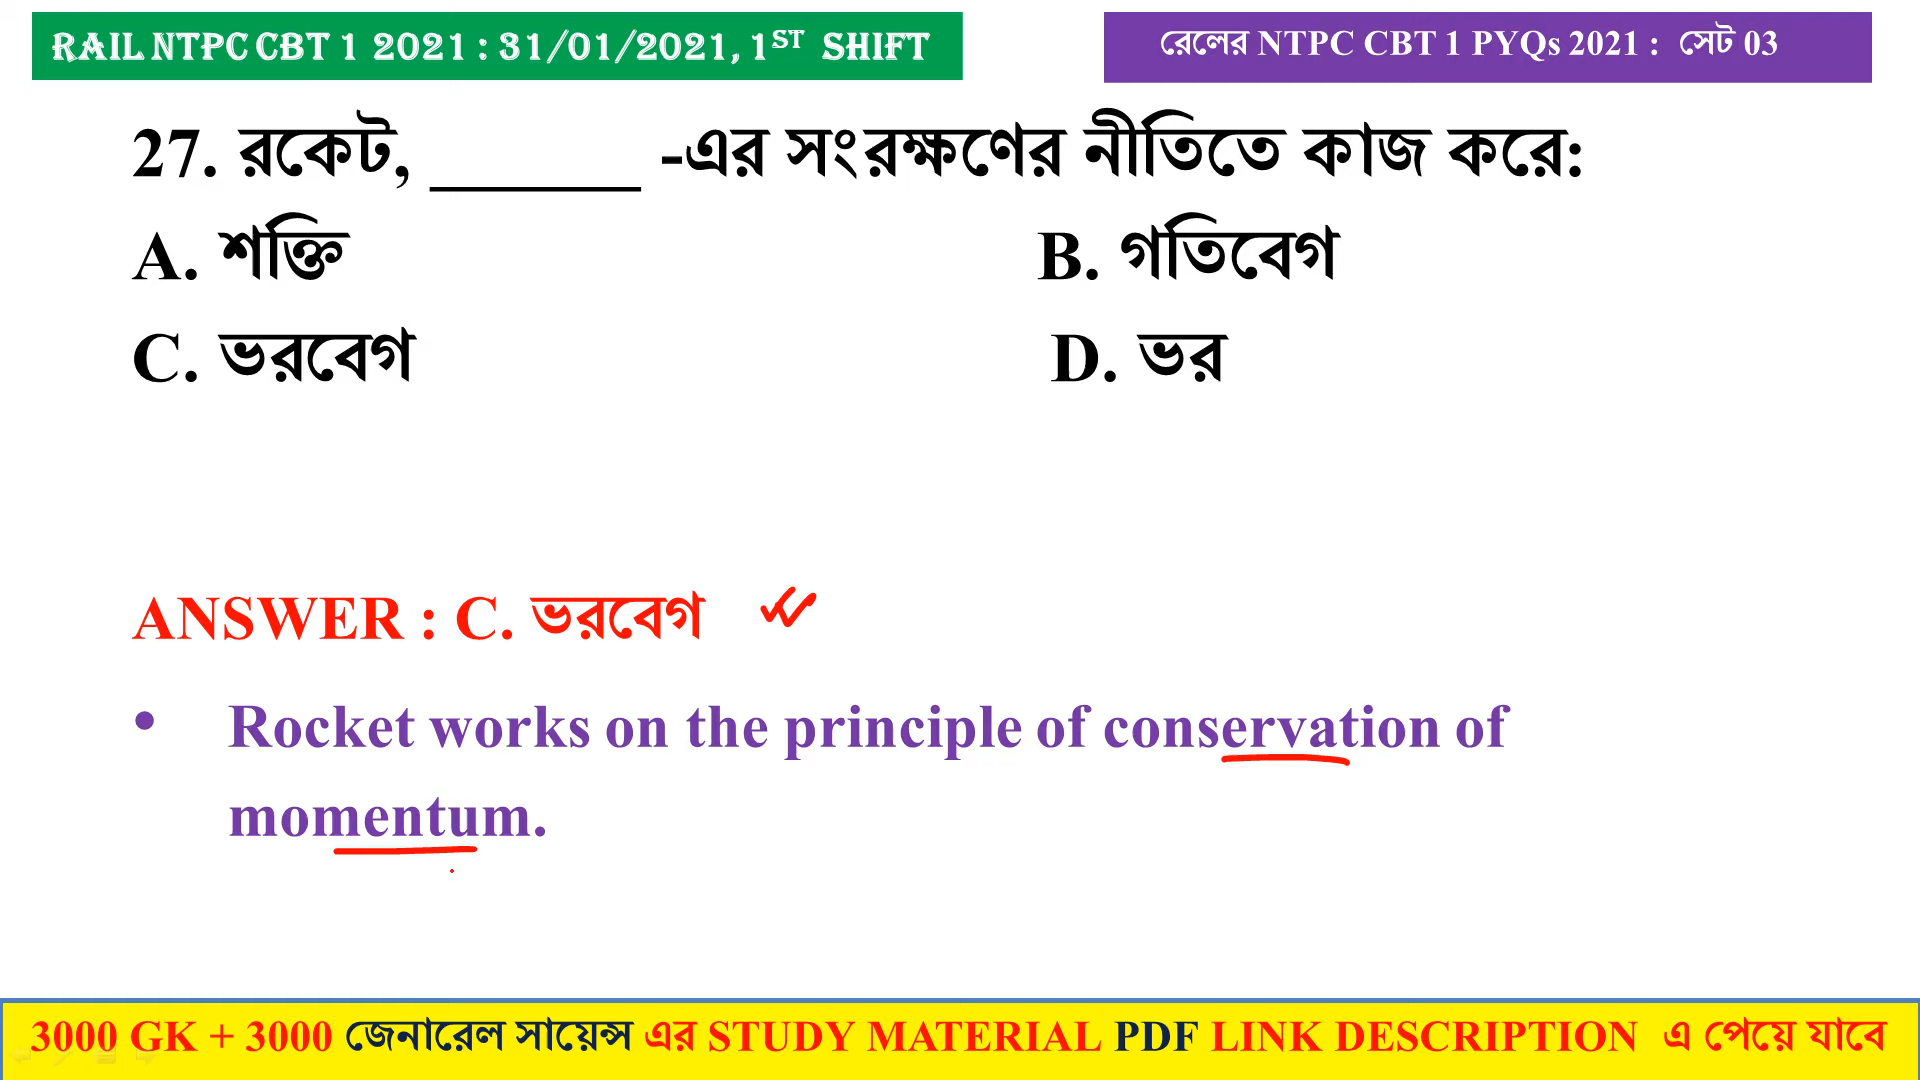 RAIL NTPC CBT 1 2021 : 31/01/2021, 1ST SHIFT
রেলের NTPC CBT 1 PYQs 2021 : সেট 03
27. রকেট, ______ -এর সংরক্ষণের নীতিতে কাজ করে:
A. শক্তি B. গতিবেগ
C. ভরবেগ D. ভর
ANSWER : C. ভরবেগ
• Rocket works on the principle of conservation of
momentum.
3000 GK + 3000 জেনারেল সায়েন্স এর STUDY MATERIAL PDF LINK DESCRIPTION এ পেয়ে যাবে